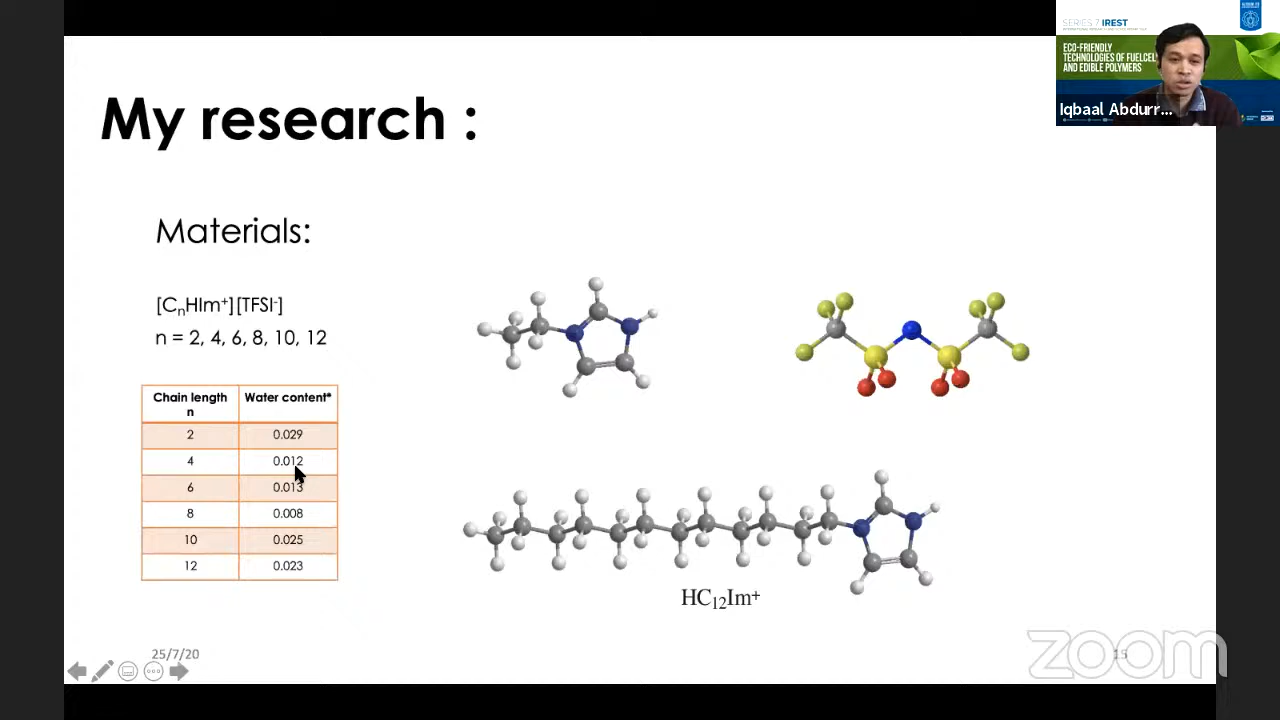 SERIES 7 IREST
ECO-FRIENDLY
TECHNOLOGIES OF FUELCEL
AND EDIBLE POLYMERS
Iqbaal Abdurr...
My research :
Materials:
[CnHIm+][TFSI-]
n = 2, 4, 6, 8, 10, 12
Chain length n Water content*
2 0.029
4 0.012
6 0.013
8 0.008
10 0.025
12 0.023
HC12Im+
25/7/20
15
zoom